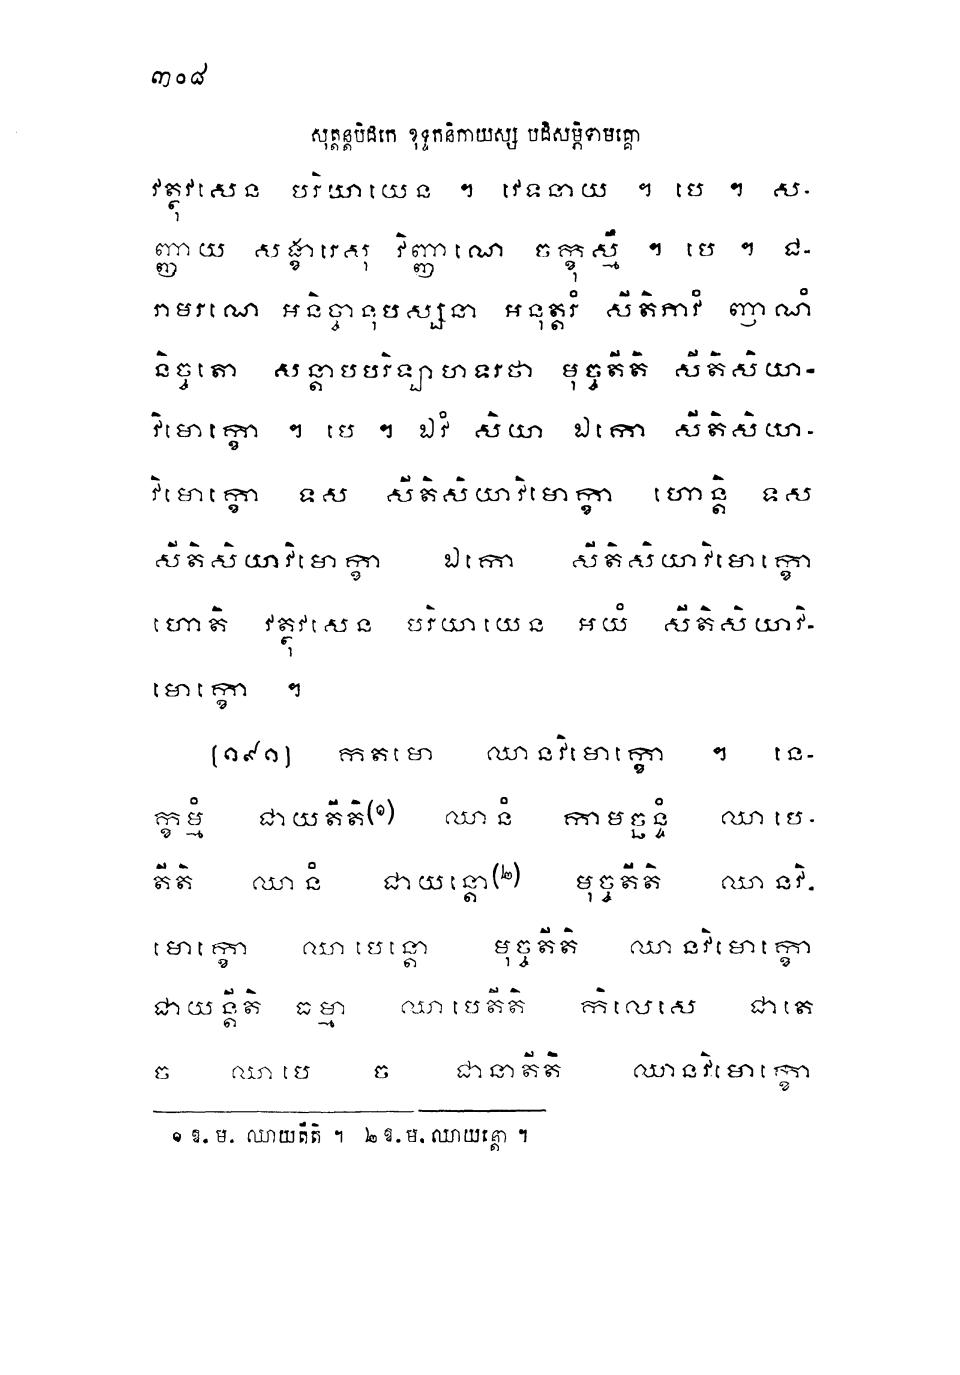 ៣០៨
សុត្តន្តបិដកេ ខុទ្ទកនិកាយស្ស បដិសម្ភិទាមគ្គោ
វត្ថុវសេន បរិយាយេន ។ វេទនាយ ។ បេ ។ ស-
ញ្ញាយ សង្ខារេសុ វិញ្ញាណេ ចក្ខុស្មឹ ។ បេ ។ ជ-
រាមរណេ អនិច្ចានុបស្សនា អនុត្តរំ សីតិភាវំ ញាណំ
និច្ចតោ សន្តាបបរិឡាហទរថា មុច្ចតីតិ សីតិសិយា-
វិមោក្ខោ ។ បេ ។ ឯវំ សិយា ឯកោ សីតិសិយា-
វិមោក្ខោ ទស សីតិសិយាវិមោក្ខា ហោន្តិ ទស
សីតិសិយាវិមោក្ខា ឯកោ សីតិសិយាវិមោក្ខោ
ហោតិ វត្ថុវសេន បរិយាយេន អយំ សីតិសិយាវិ-
មោក្ខោ ។
[១៩១] កតមោ ឈានវិមោក្ខោ ។ នេ-
ក្ខម្មំ ជាយតីតិ(១) ឈានំ កាមច្ឆន្ទំ ឈាបេ-
តីតិ ឈានំ ជាយន្តោ(២) មុច្ចតីតិ ឈានវិ-
មោក្ខោ ឈាបេន្តោ មុច្ចតីតិ ឈានវិមោក្ខោ
ជាយន្តីតិ ធម្មា ឈាបេតីតិ កិលេសេ ជាតេ
ច ឈាបេ ច ជានាតីតិ ឈានវិមោក្ខោ
១ ឱ. ម. ឈាយតីតិ ។ ២ ឱ. ម. ឈាយន្តោ ។